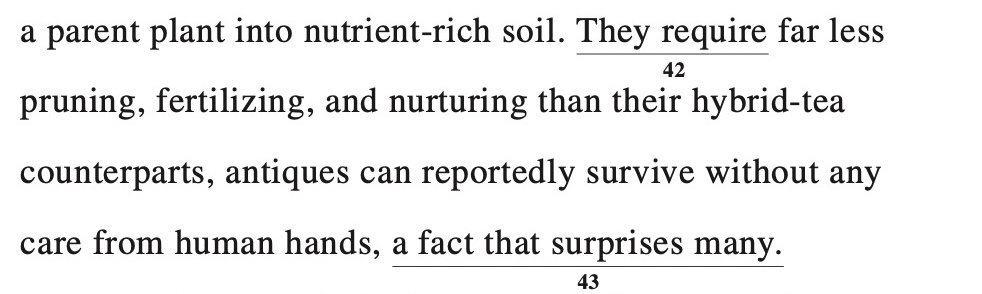 a parent plant into nutrient-rich soil. They require far less
42
pruning, fertilizing, and nurturing than their hybrid-tea
counterparts, antiques can reportedly survive without any
care from human hands, a fact that surprises many.
43